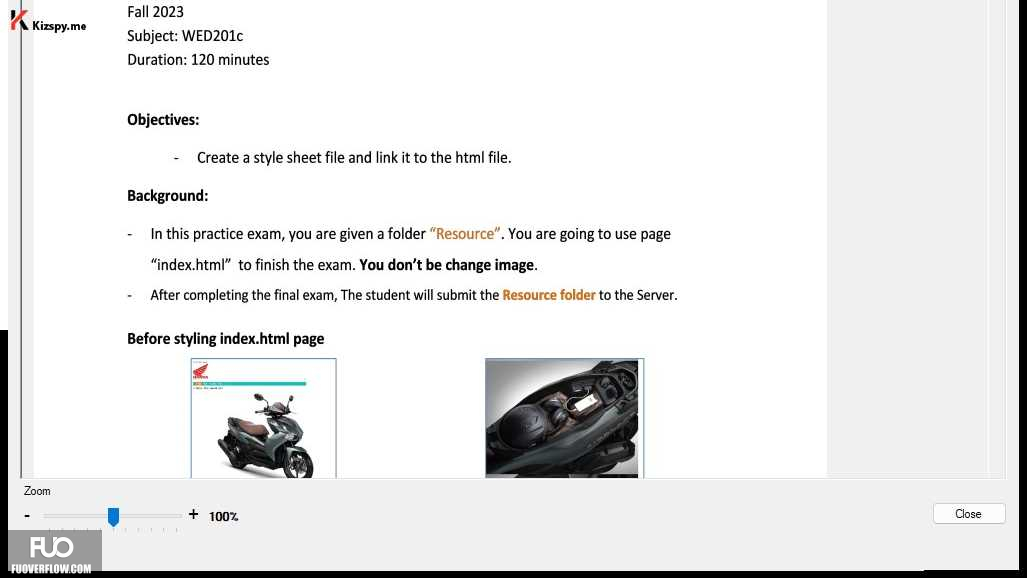 Kizspy.me
Fall 2023
Subject: WED201c
Duration: 120 minutes
Objectives:
- Create a style sheet file and link it to the html file.
Background:
- In this practice exam, you are given a folder “Resource”. You are going to use page
“index.html” to finish the exam. You don’t be change image.
- After completing the final exam, The student will submit the Resource folder to the Server.
Before styling index.html page
Zoom
- + 100%
Close
FUO
FUOVERFLOW.COM